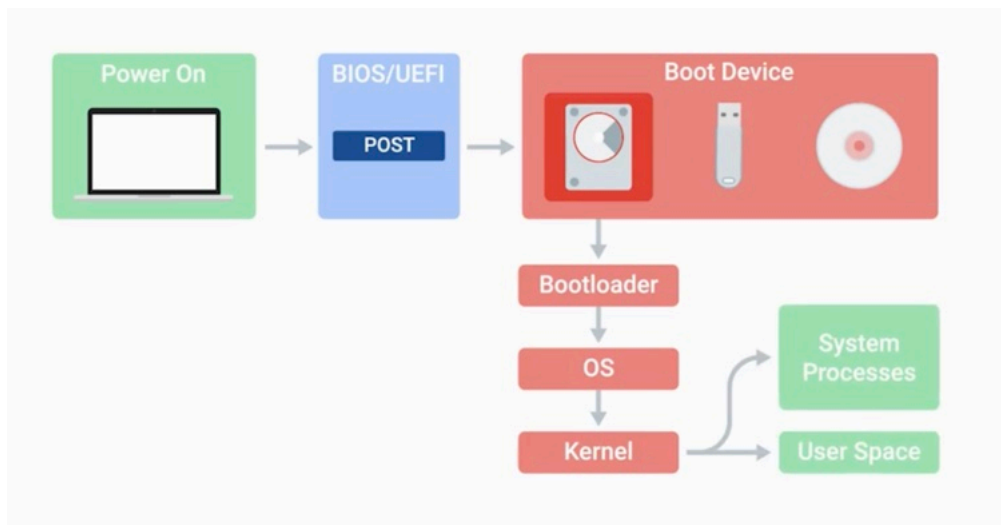 Power On
BIOS/UEFI
POST
Boot Device
Bootloader
OS
Kernel
System
Processes
User Space